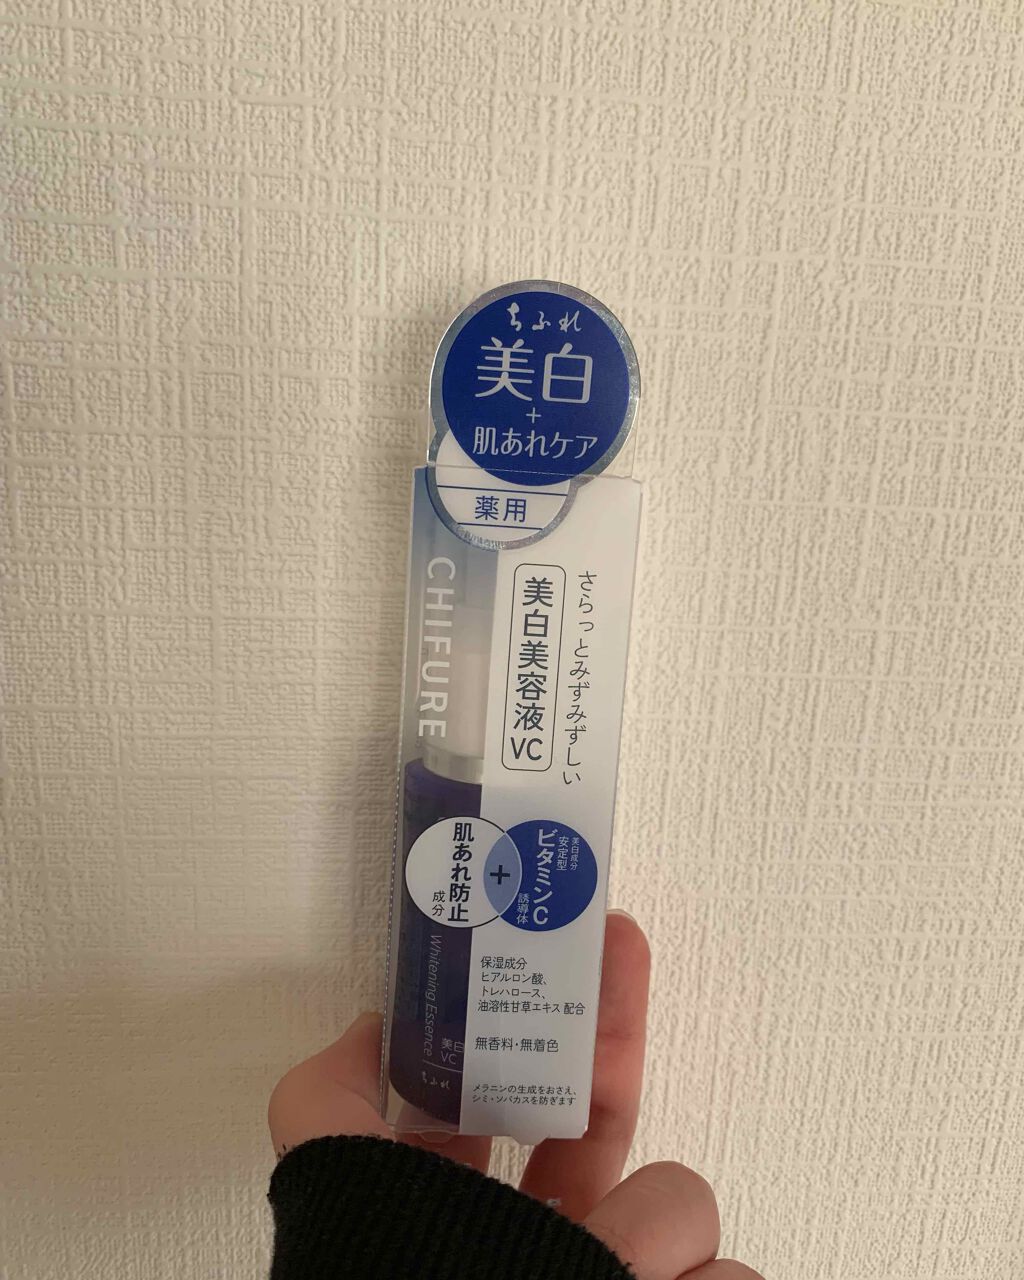 ちふれ
美白
+
肌あれケア
薬用
CHIFURE
さらっとみずみずしい
美白美容液VC
肌あれ防止
成分
+
美白成分
安定型
ビタミンC
誘導体
Whitening Essence
美白
VC
ちふれ
保湿成分
ヒアルロン酸、
トレハロース、
油溶性甘草エキス 配合
無香料・無着色
メラニンの生成をおさえ、
シミ・ソバカスを防ぎます